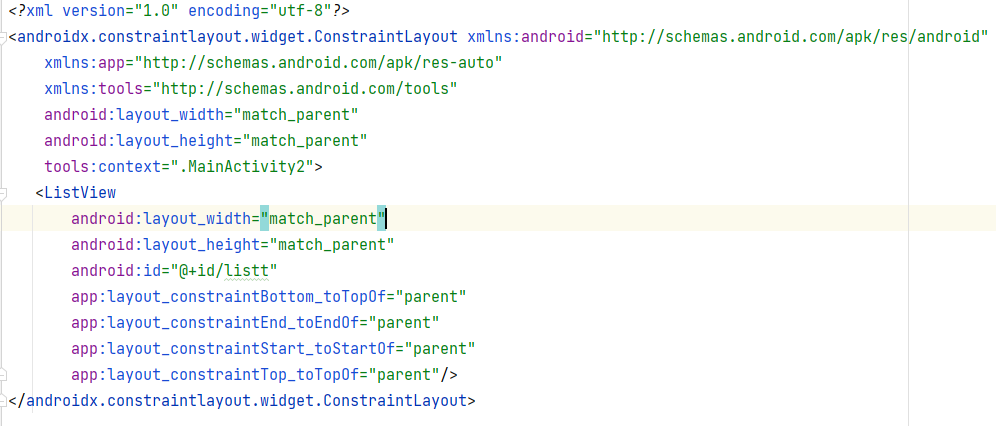 <?xml version="1.0" encoding="utf-8"?>
<androidx.constraintlayout.widget.ConstraintLayout xmlns:android="http://schemas.android.com/apk/res/android"
    xmlns:app="http://schemas.android.com/apk/res-auto"
    xmlns:tools="http://schemas.android.com/tools"
    android:layout_width="match_parent"
    android:layout_height="match_parent"
    tools:context=".MainActivity2">
   <ListView
       android:layout_width="match_parent"
       android:layout_height="match_parent"
       android:id="@+id/listt"
       app:layout_constraintBottom_toTopOf="parent"
       app:layout_constraintEnd_toEndOf="parent"
       app:layout_constraintStart_toStartOf="parent"
       app:layout_constraintTop_toTopOf="parent"/>
</androidx.constraintlayout.widget.ConstraintLayout>